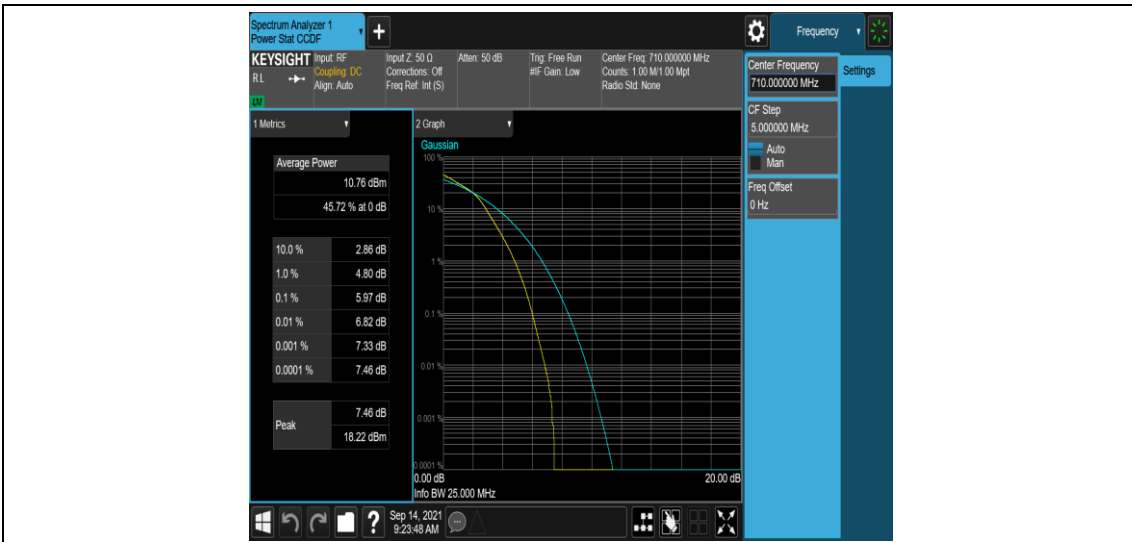 Spectrum Analyzer 1
Power Stat CCDF
+
Frequency
KEYSIGHT
Input: RF
Coupling: DC
Align: Auto
RL
LXI
Input Z: 50 Ω
Corrections: Off
Freq Ref: Int (S)
Atten: 50 dB
Trig: Free Run
#IF Gain: Low
Center Freq: 710.000000 MHz
Counts: 1.00 M/1.00 Mpt
Radio Std: None
Center Frequency
710.000000 MHz
Settings
CF Step
5.000000 MHz
Auto
Man
Freq Offset
0 Hz
1 Metrics
Average Power
10.76 dBm
45.72 % at 0 dB
10.0 % 2.86 dB
1.0 % 4.80 dB
0.1 % 5.97 dB
0.01 % 6.82 dB
0.001 % 7.33 dB
0.0001 % 7.46 dB
Peak
7.46 dB
18.22 dBm
2 Graph
Gaussian
100 %
10 %
1 %
0.1 %
0.01 %
0.001 %
0.0001 %
0.00 dB 20.00 dB
Info BW 25.000 MHz
?
Sep 14, 2021
9:23:48 AM